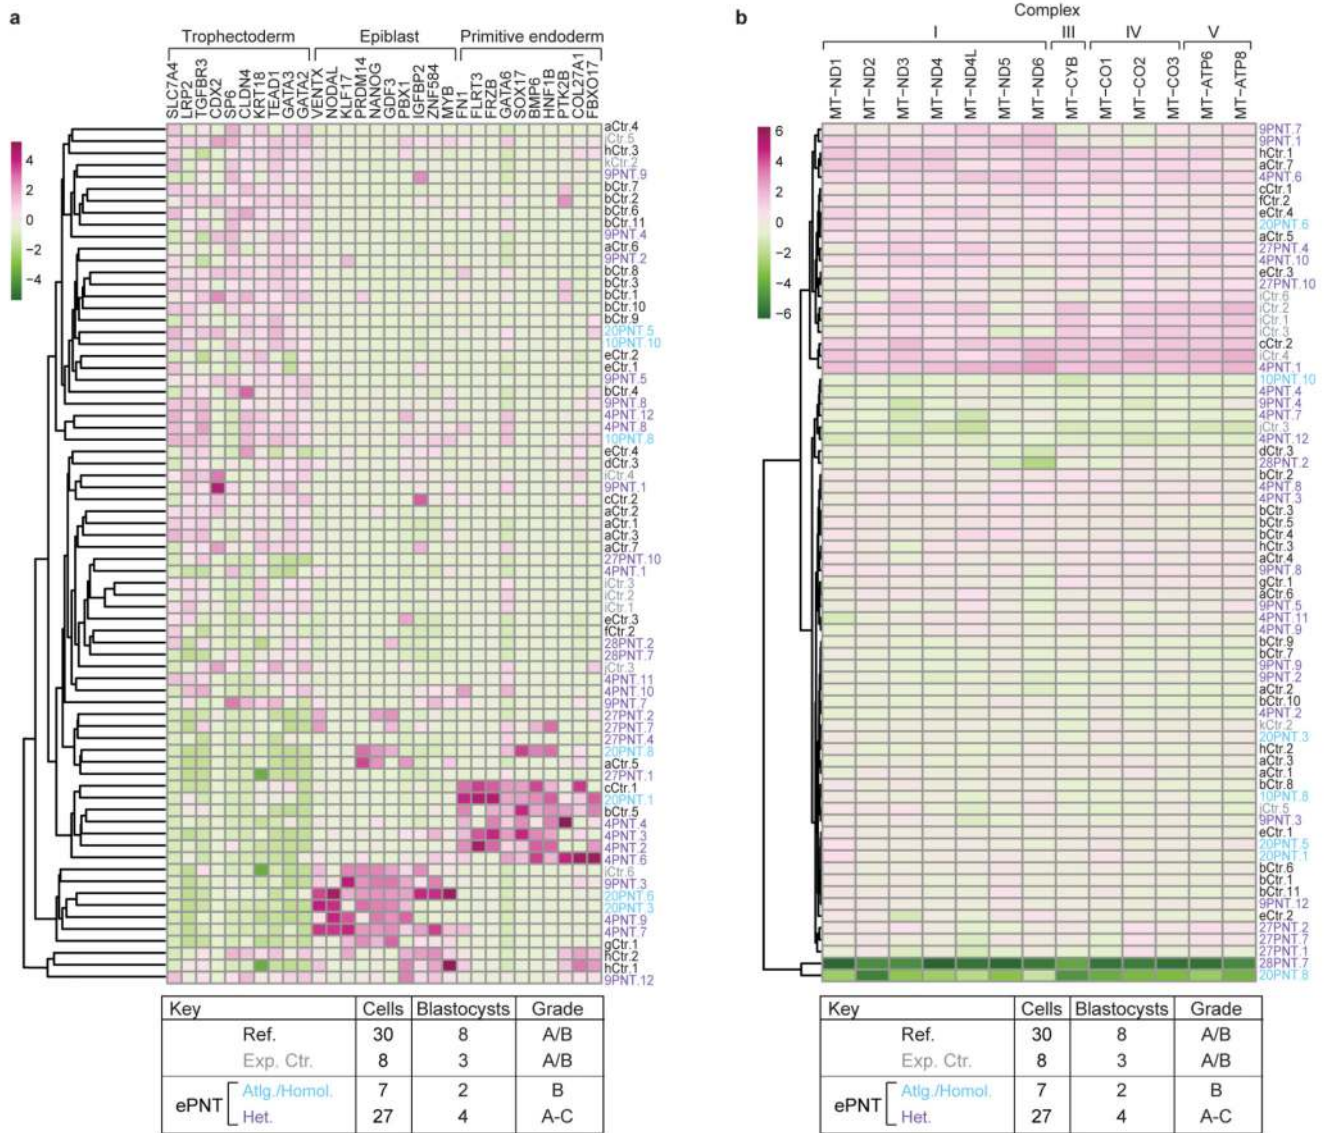 a
Trophectoderm Epiblast Primitive endoderm
SLC7A4
LRP2
TGFBR3
CDX2
SP6
CLDN4
KRT18
TEAD1
GATA3
GATA2
VENTX
NODAL
KLF17
PRDM14
NANOG
GDF3
PBX1
IGFBP2
ZNF584
MYB
FN1
FLRT3
FRZB
GATA6
SOX17
BMP6
HNF1B
PTK2B
COL27A1
FBXO17
4
2
0
−2
−4
aCtr.4
jCtr.5
hCtr.3
kCtr.2
9PNT.9
bCtr.7
bCtr.2
bCtr.6
bCtr.11
9PNT.4
aCtr.6
9PNT.2
bCtr.8
bCtr.3
bCtr.1
bCtr.10
bCtr.9
20PNT.5
10PNT.10
eCtr.2
eCtr.1
9PNT.5
bCtr.4
9PNT.8
4PNT.12
4PNT.8
10PNT.8
eCtr.4
dCtr.3
iCtr.4
9PNT.1
cCtr.2
aCtr.2
aCtr.1
aCtr.3
aCtr.7
27PNT.10
4PNT.1
iCtr.3
iCtr.2
iCtr.1
eCtr.3
fCtr.2
28PNT.2
28PNT.7
jCtr.3
4PNT.11
4PNT.10
9PNT.7
27PNT.2
27PNT.7
27PNT.4
20PNT.8
aCtr.5
27PNT.1
cCtr.1
20PNT.1
bCtr.5
4PNT.4
4PNT.3
4PNT.2
4PNT.6
iCtr.6
9PNT.3
20PNT.6
20PNT.3
4PNT.9
4PNT.7
gCtr.1
hCtr.2
hCtr.1
9PNT.12
Key Cells Blastocysts Grade
Ref. 30 8 A/B
Exp. Ctr. 8 3 A/B
ePNT
Atlg./Homol. 7 2 B
Het. 27 4 A-C
b
Complex
I III IV V
MT−ND1
MT−ND2
MT−ND3
MT−ND4
MT−ND4L
MT−ND5
MT−ND6
MT−CYB
MT−CO1
MT−CO2
MT−CO3
MT−ATP6
MT−ATP8
6
4
2
0
−2
−4
−6
9PNT.7
9PNT.1
hCtr.1
aCtr.7
4PNT.6
cCtr.1
fCtr.2
eCtr.4
20PNT.6
aCtr.5
27PNT.4
4PNT.10
eCtr.3
27PNT.10
iCtr.6
iCtr.2
iCtr.1
iCtr.3
cCtr.2
iCtr.4
4PNT.1
10PNT.10
4PNT.4
9PNT.4
4PNT.7
jCtr.3
4PNT.12
dCtr.3
28PNT.2
bCtr.2
4PNT.8
4PNT.3
bCtr.3
bCtr.5
bCtr.4
hCtr.3
aCtr.4
9PNT.8
gCtr.1
aCtr.6
9PNT.5
4PNT.11
4PNT.9
bCtr.9
bCtr.7
9PNT.9
9PNT.2
aCtr.2
bCtr.10
4PNT.2
kCtr.2
20PNT.3
hCtr.2
aCtr.3
aCtr.1
bCtr.8
10PNT.8
jCtr.5
9PNT.3
eCtr.1
20PNT.5
20PNT.1
bCtr.6
bCtr.1
bCtr.11
9PNT.12
eCtr.2
27PNT.2
27PNT.7
27PNT.1
28PNT.7
20PNT.8
Key Cells Blastocysts Grade
Ref. 30 8 A/B
Exp. Ctr. 8 3 A/B
ePNT
Atlg./Homol. 7 2 B
Het. 27 4 A-C